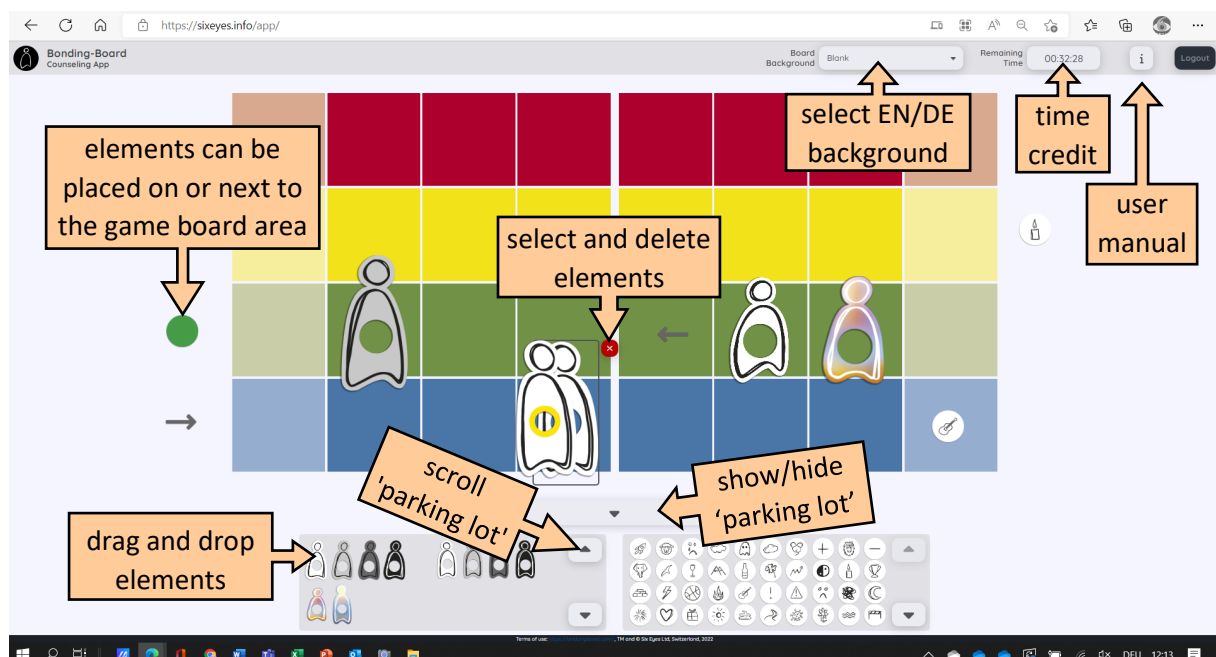 https://sixeyes.info/app/
Bonding-Board
Counseling App
Board
Background
Blank
Remaining
Time
00:32:28
i
Logout
select EN/DE
background
time
credit
user
manual
elements can be
placed on or next to
the game board area
select and delete
elements
scroll
'parking lot'
show/hide
‘parking lot’
drag and drop
elements
Terms of use:
, TM and © Six Eyes Ltd, Switzerland, 2022
DEU
12:13